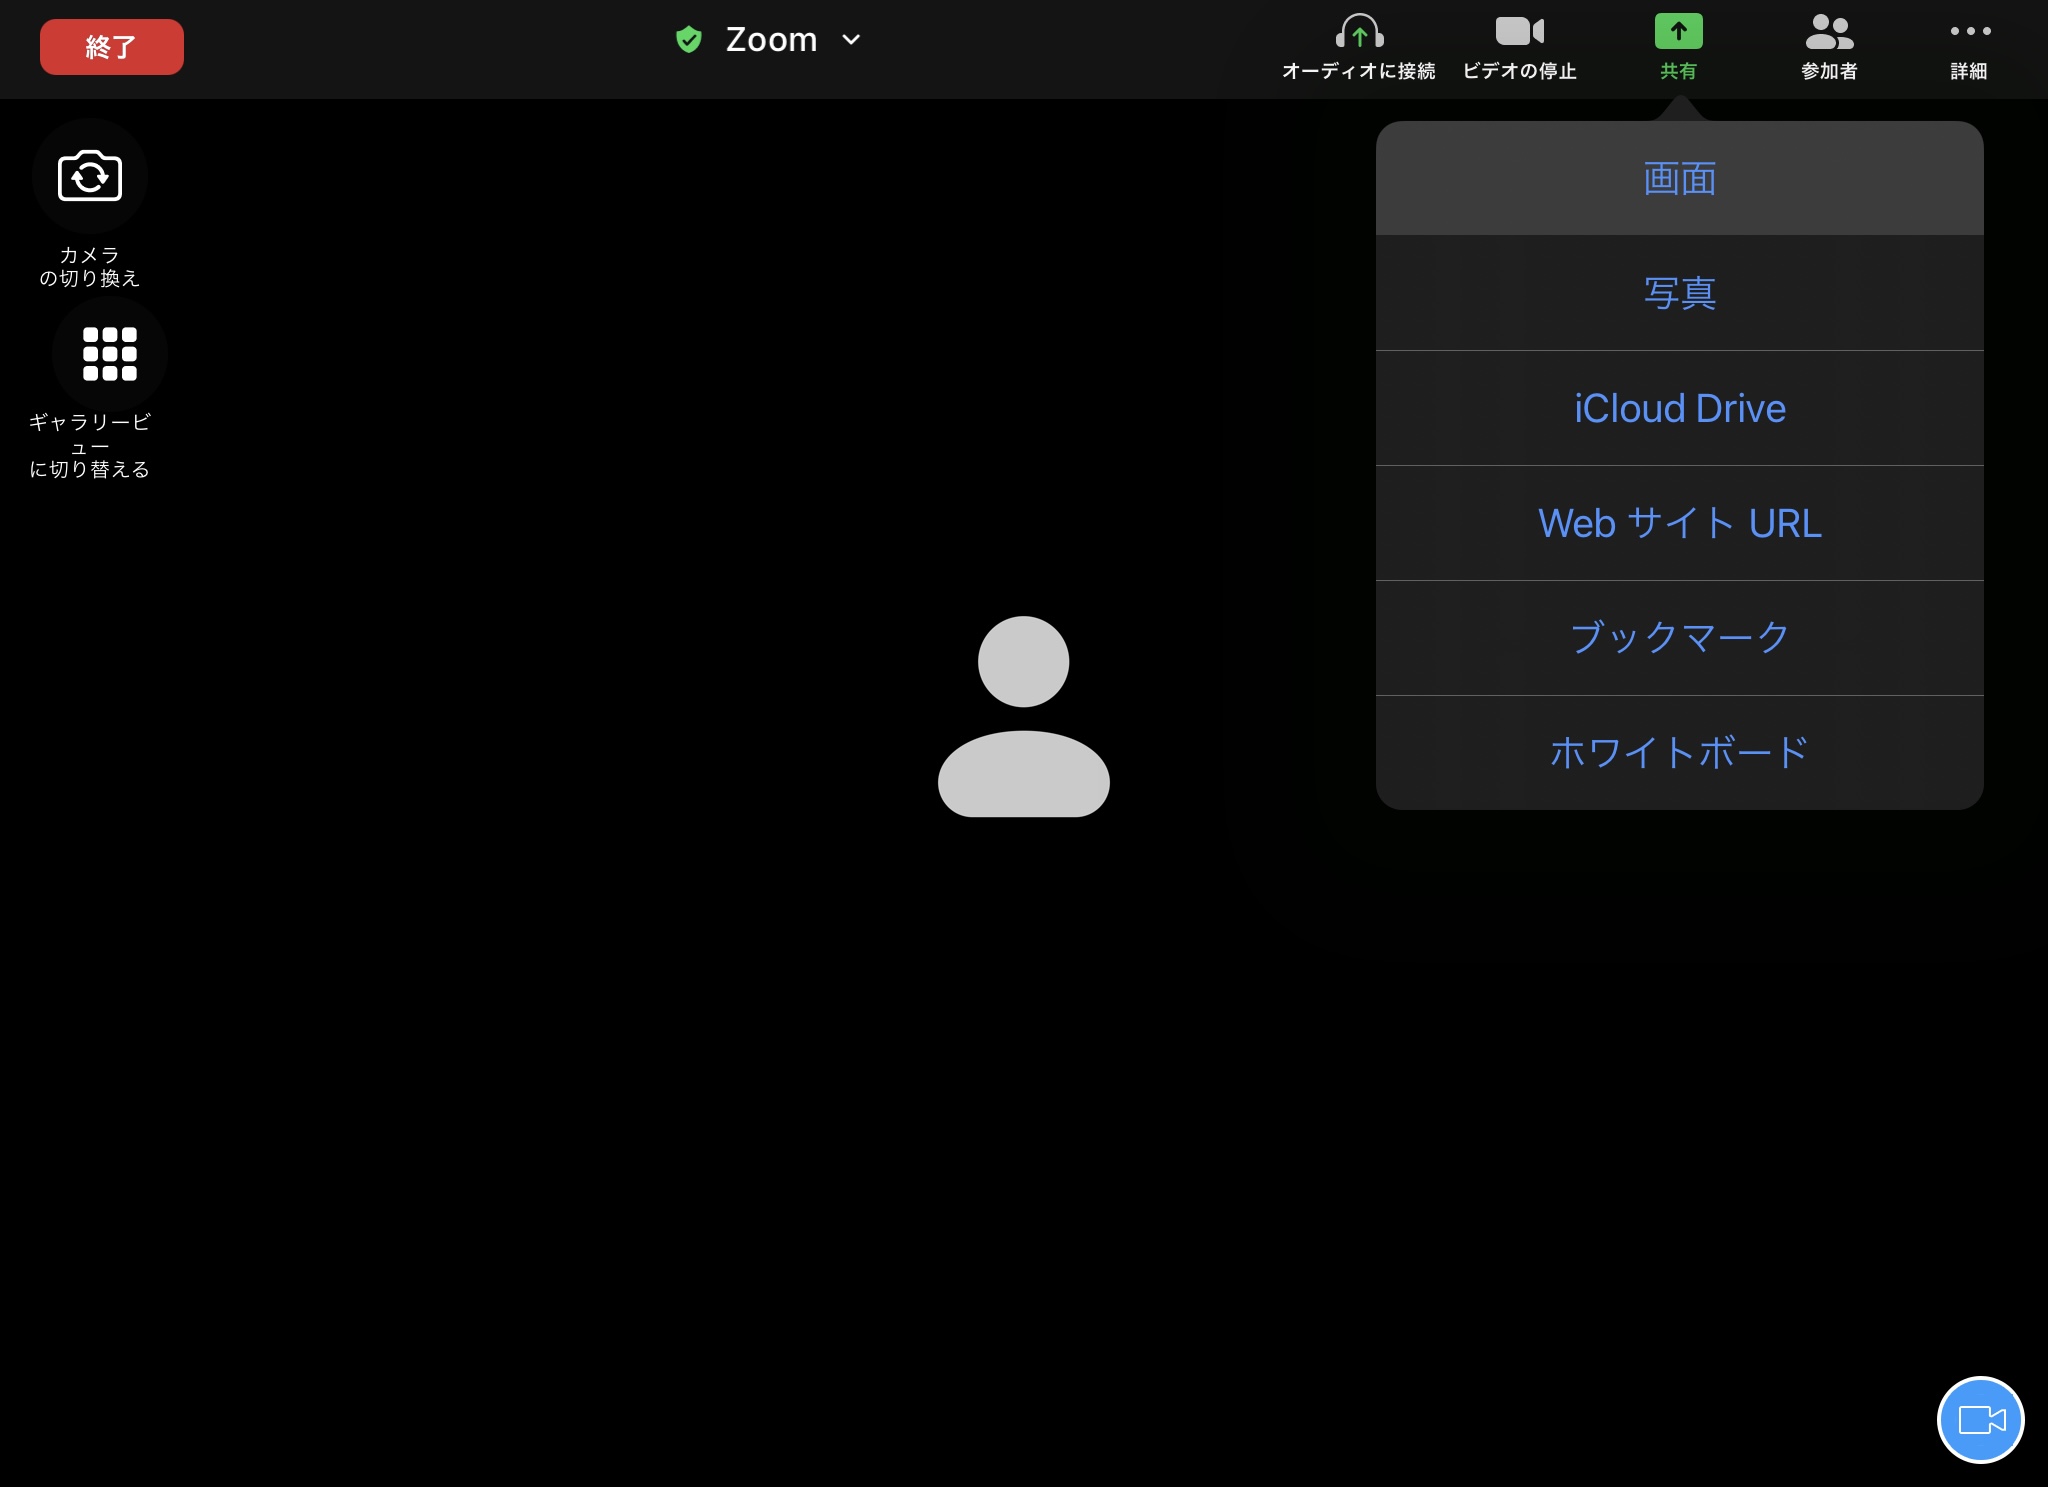 終了
Zoom
オーディオに接続
ビデオの停止
共有
参加者
詳細
カメラ
の切り換え
ギャラリービ
ュー
に切り替える
画面
写真
iCloud Drive
Web サイト URL
ブックマーク
ホワイトボード